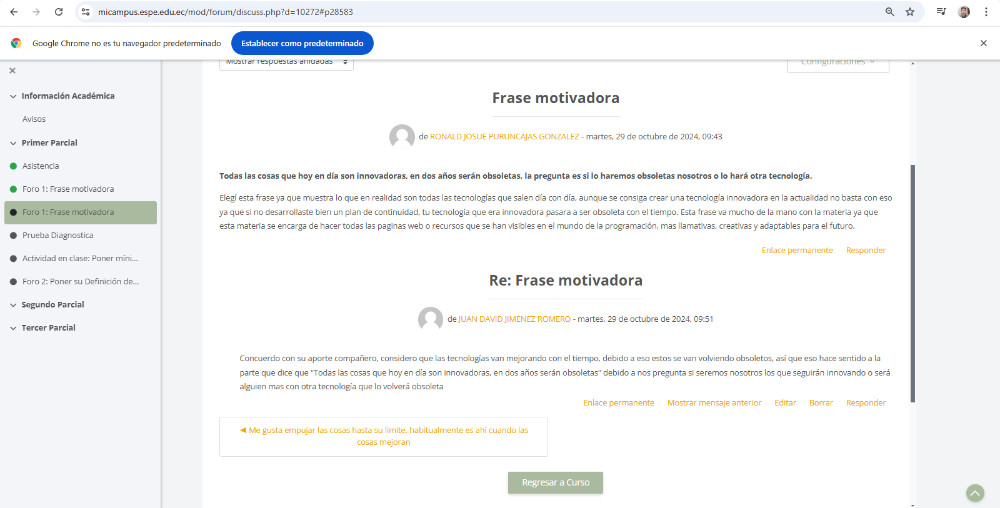 micampus.espe.edu.ec/mod/forum/discuss.php?d=10272#p28583
Google Chrome no es tu navegador predeterminado
Establecer como predeterminado
Mostrar respuestas anidadas
Configuraciones
Información Académica
Avisos
Primer Parcial
Asistencia
Foro 1: Frase motivadora
Foro 1: Frase motivadora
Prueba Diagnostica
Actividad en clase: Poner míni...
Foro 2: Poner su Definición de...
Segundo Parcial
Tercer Parcial
Frase motivadora
de RONALD JOSUE PURUNCAJAS GONZALEZ - martes, 29 de octubre de 2024, 09:43
Todas las cosas que hoy en día son innovadoras, en dos años serán obsoletas, la pregunta es si lo haremos obsoletas nosotros o lo hará otra tecnología.
Elegí esta frase ya que muestra lo que en realidad son todas las tecnologías que salen día con día, aunque se consiga crear una tecnología innovadora en la actualidad no basta con eso
ya que si no desarrollaste bien un plan de continuidad, tu tecnología que era innovadora pasara a ser obsoleta con el tiempo. Esta frase va mucho de la mano con la materia ya que
esta materia se encarga de hacer todas las paginas web o recursos que se han visibles en el mundo de la programación, mas llamativas, creativas y adaptables para el futuro.
Enlace permanente Responder
Re: Frase motivadora
de JUAN DAVID JIMENEZ ROMERO - martes, 29 de octubre de 2024, 09:51
Concuerdo con su aporte compañero, considero que las tecnologías van mejorando con el tiempo, debido a eso estos se van volviendo obsoletos, así que eso hace sentido a la
parte que dice que "Todas las cosas que hoy en día son innovadoras, en dos años serán obsoletas" debido a nos pregunta si seremos nosotros los que seguirán innovando o será
alguien mas con otra tecnología que lo volverá obsoleta
Enlace permanente Mostrar mensaje anterior Editar Borrar Responder
◀ Me gusta empujar las cosas hasta su limite, habitualmente es ahí cuando las
cosas mejoran
Regresar a Curso